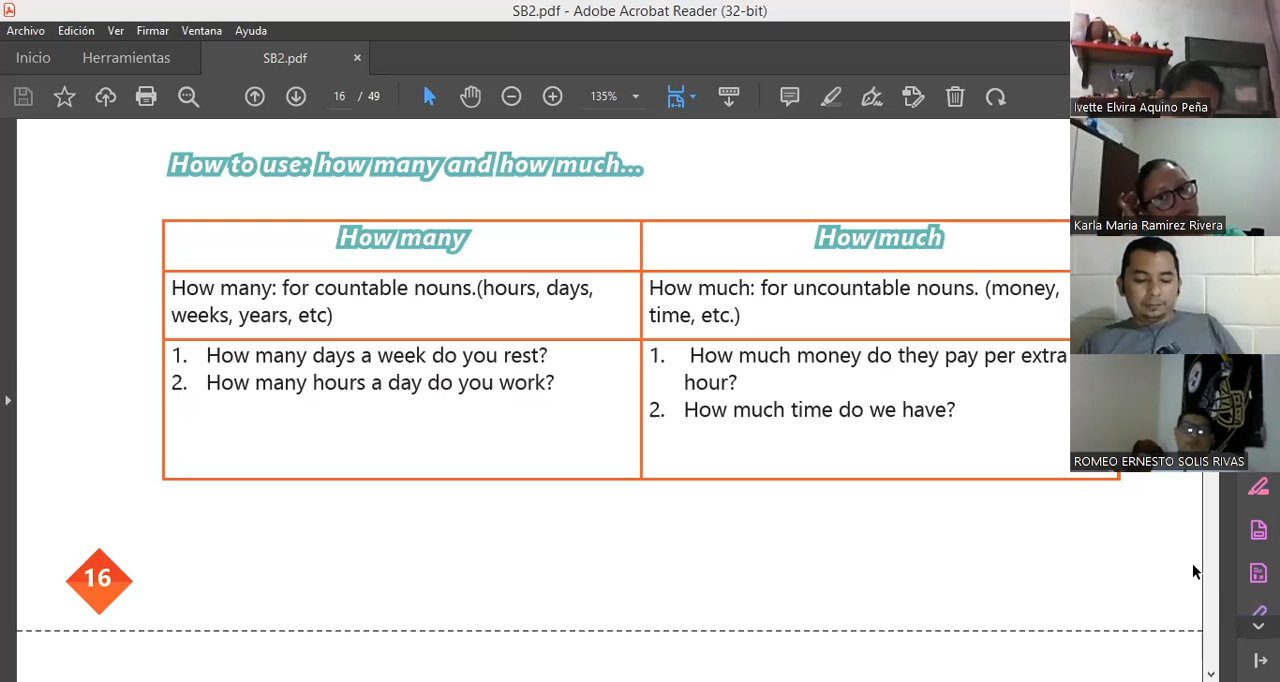 SB2.pdf - Adobe Acrobat Reader (32-bit)
Archivo Edición Ver Firmar Ventana Ayuda
Inicio Herramientas SB2.pdf ×
16 / 49 135%
How to use: how many and how much...
How many
How much
How many: for countable nouns.(hours, days,
weeks, years, etc)
How much: for uncountable nouns. (money,
time, etc.)
1. How many days a week do you rest?
2. How many hours a day do you work?
1. How much money do they pay per extra
hour?
2. How much time do we have?
16
Ivette Elvira Aquino Peña
Karla Maria Ramirez Rivera
ROMEO ERNESTO SOLIS RIVAS